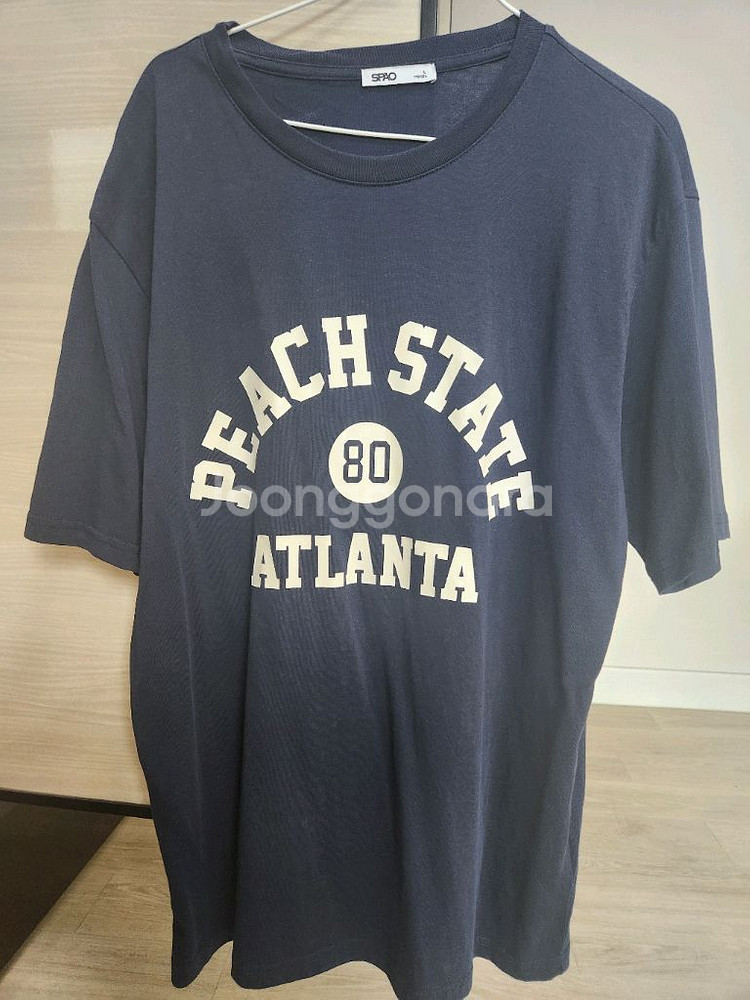 SPAO
L
PEACH STATE
80
Joonggonara
ATLANTA